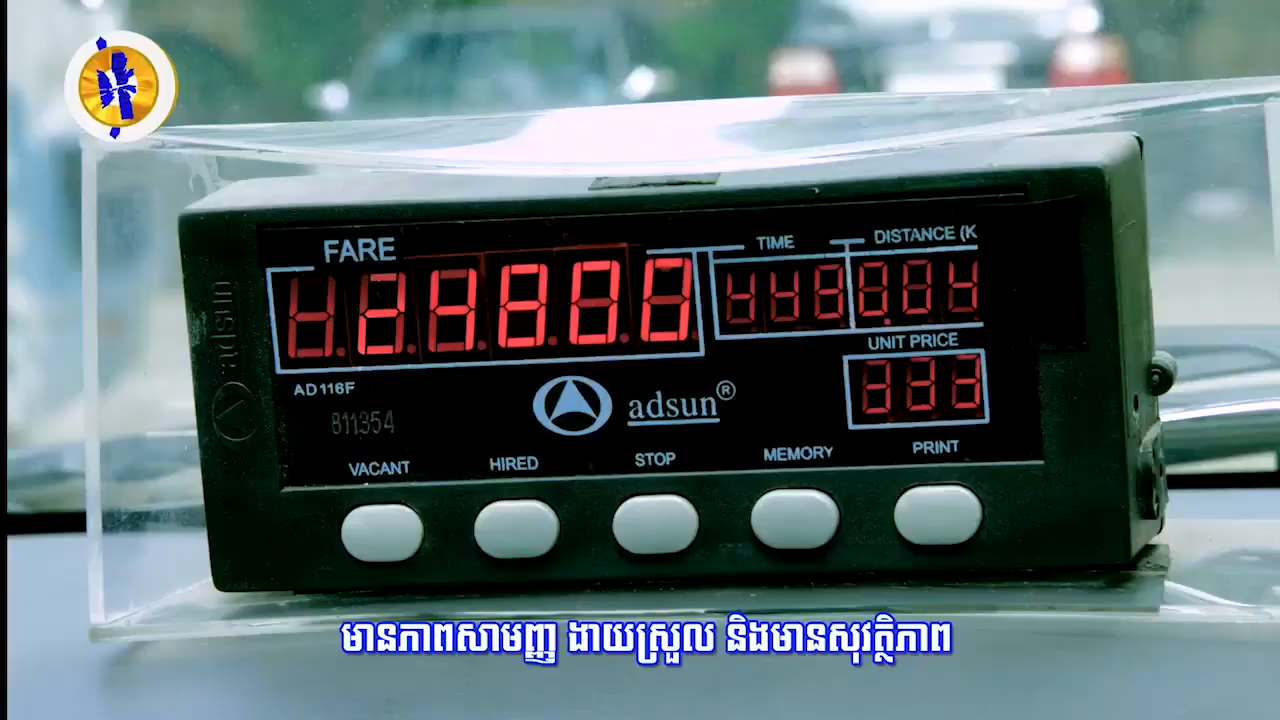 FARE
TIME
DISTANCE (K
UNIT PRICE
adsun
AD116F
811354
adsun®
VACANT
HIRED
STOP
MEMORY
PRINT
មានភាពសាមញ្ញ ងាយស្រួល និងមានសុវត្ថិភាព